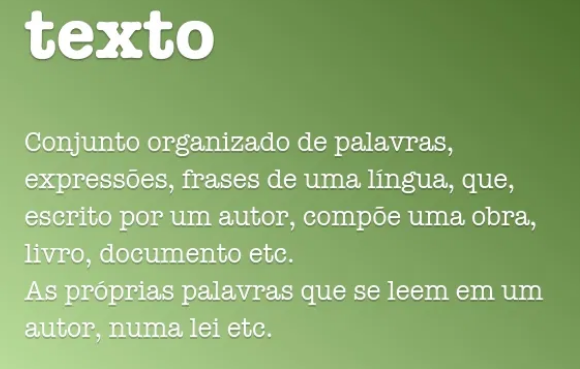 texto
Conjunto organizado de palavras,
expressões, frases de uma língua, que,
escrito por um autor, compõe uma obra,
livro, documento etc.
As próprias palavras que se leem em um
autor, numa lei etc.